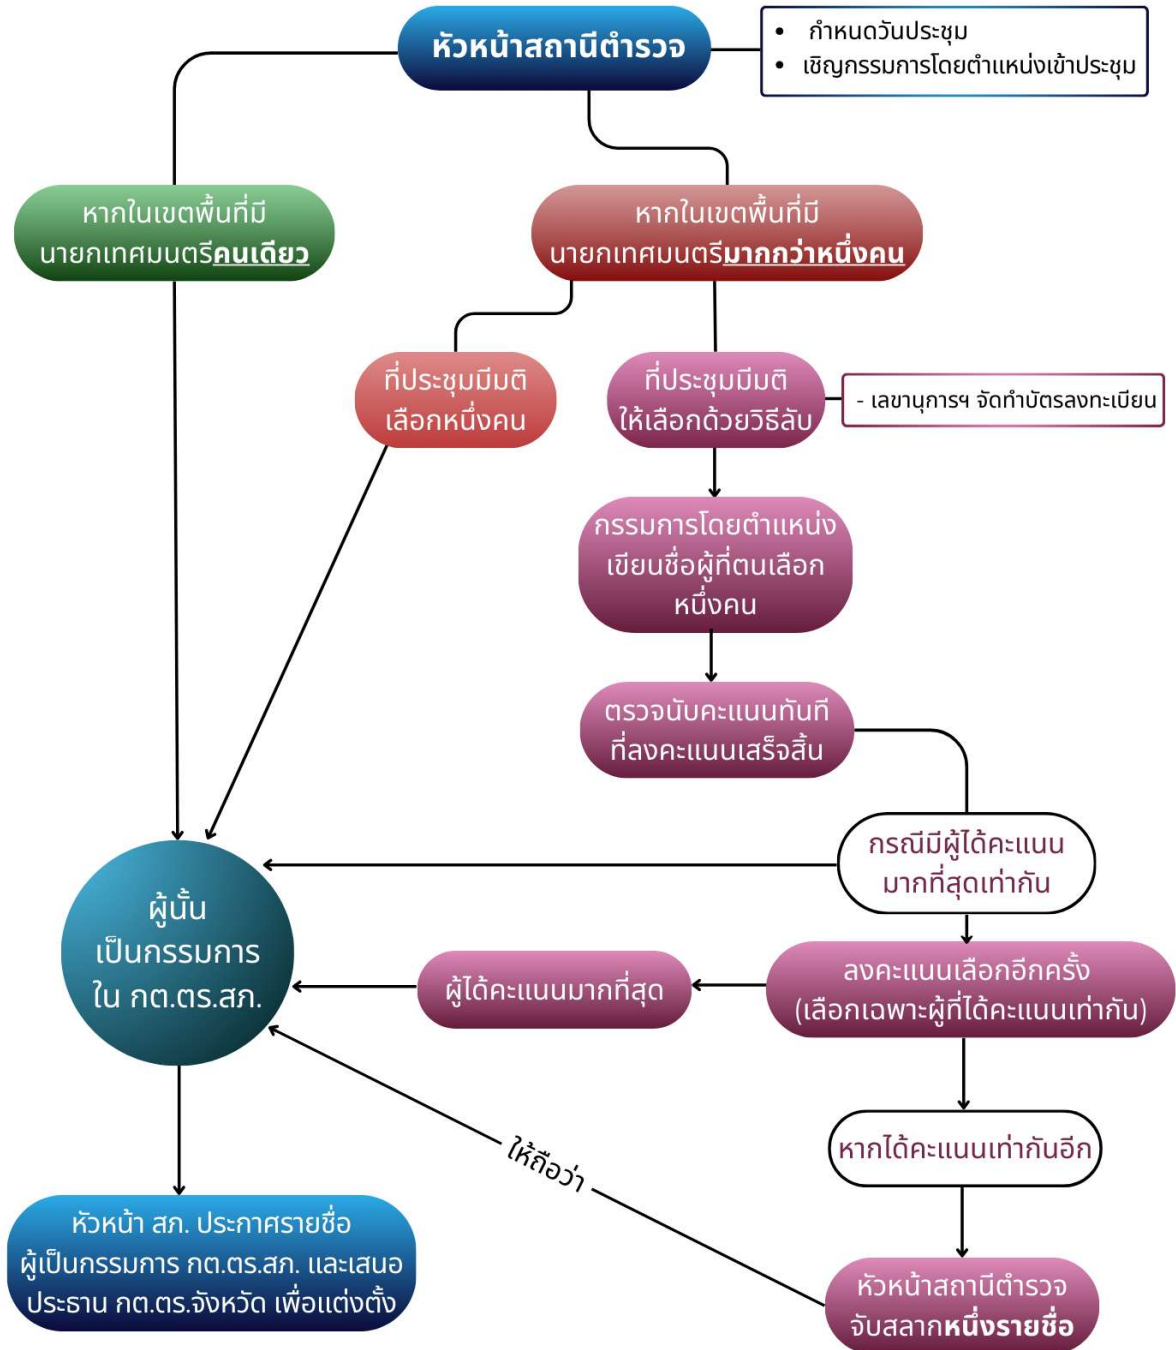 หัวหน้าสถานีตำรวจ
• กำหนดวันประชุม
• เชิญกรรมการโดยตำแหน่งเข้าประชุม
หากในเขตพื้นที่มี
นายกเทศมนตรีคนเดียว
หากในเขตพื้นที่มี
นายกเทศมนตรีมากกว่าหนึ่งคน
ที่ประชุมมีมติ
เลือกหนึ่งคน
ที่ประชุมมีมติ
ให้เลือกด้วยวิธีลับ
- เลขานุการฯ จัดทำบัตรลงทะเบียน
กรรมการโดยตำแหน่ง
เขียนชื่อผู้ที่ตนเลือก
หนึ่งคน
ตรวจนับคะแนนทันที
ที่ลงคะแนนเสร็จสิ้น
กรณีมีผู้ได้คะแนน
มากที่สุดเท่ากัน
ผู้นั้น
เป็นกรรมการ
ใน กต.ตร.สภ.
ผู้ได้คะแนนมากที่สุด
ลงคะแนนเลือกอีกครั้ง
(เลือกเฉพาะผู้ที่ได้คะแนนเท่ากัน)
หากได้คะแนนเท่ากันอีก
ให้ถือว่า
หัวหน้า สภ. ประกาศรายชื่อ
ผู้เป็นกรรมการ กต.ตร.สภ. และเสนอ
ประธาน กต.ตร.จังหวัด เพื่อแต่งตั้ง
หัวหน้าสถานีตำรวจ
จับสลากหนึ่งรายชื่อ